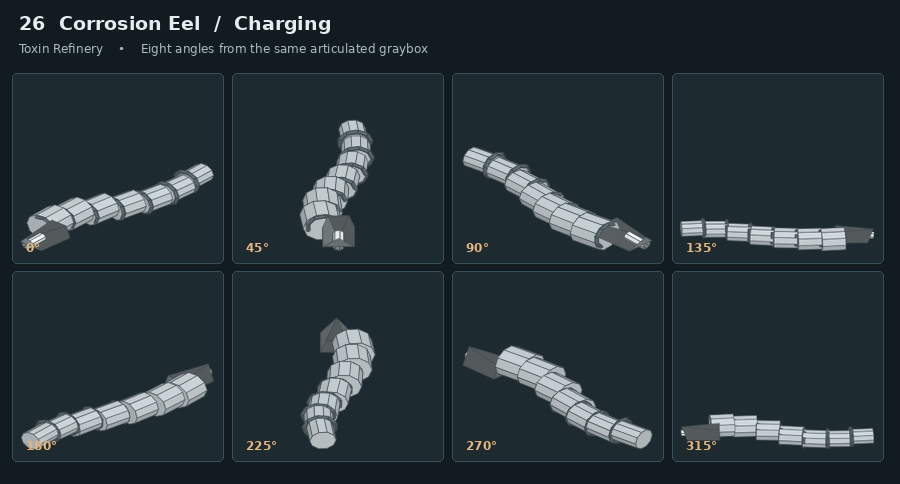 26 Corrosion Eel / Charging
Toxin Refinery • Eight angles from the same articulated graybox
0° 45° 90° 135°
180° 225° 270° 315°